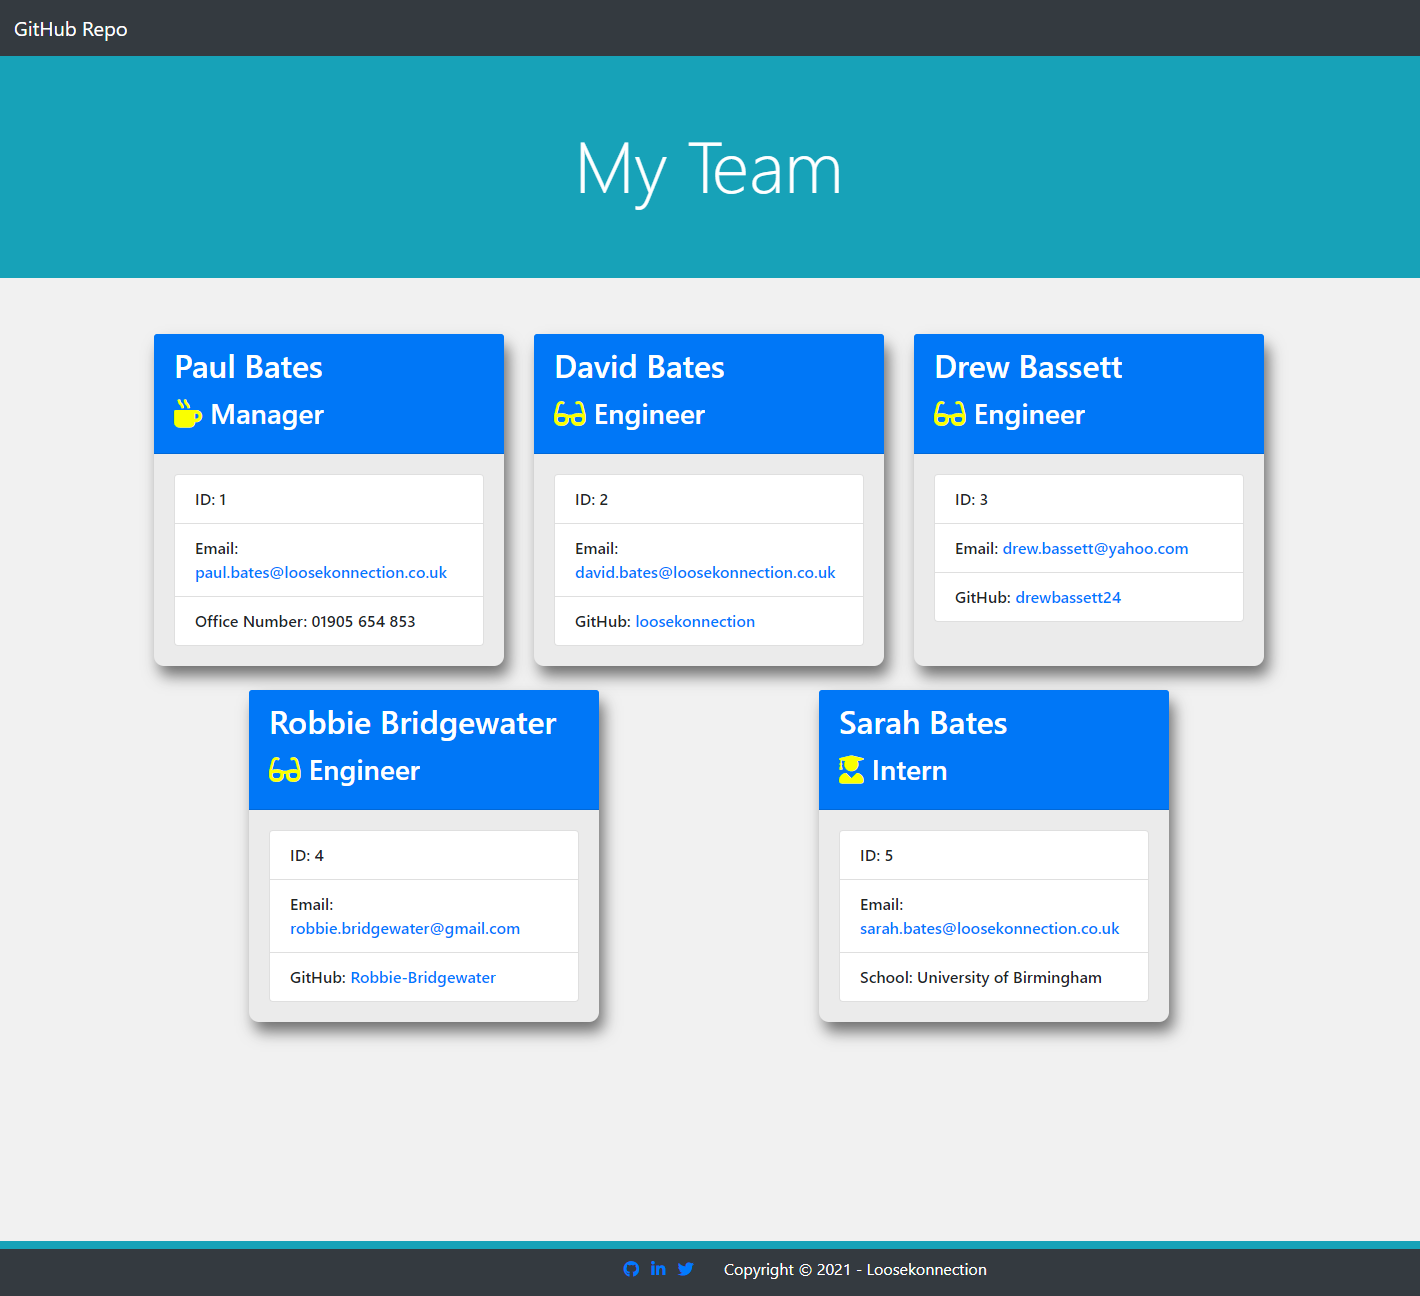 GitHub Repo
My Team
Paul Bates
Manager
ID: 1
Email:
paul.bates@loosekonnection.co.uk
Office Number: 01905 654 853
David Bates
Engineer
ID: 2
Email:
david.bates@loosekonnection.co.uk
GitHub: loosekonnection
Drew Bassett
Engineer
ID: 3
Email: drew.bassett@yahoo.com
GitHub: drewbassett24
Robbie Bridgewater
Engineer
ID: 4
Email:
robbie.bridgewater@gmail.com
GitHub: Robbie-Bridgewater
Sarah Bates
Intern
ID: 5
Email:
sarah.bates@loosekonnection.co.uk
School: University of Birmingham
Copyright © 2021 - Loosekonnection